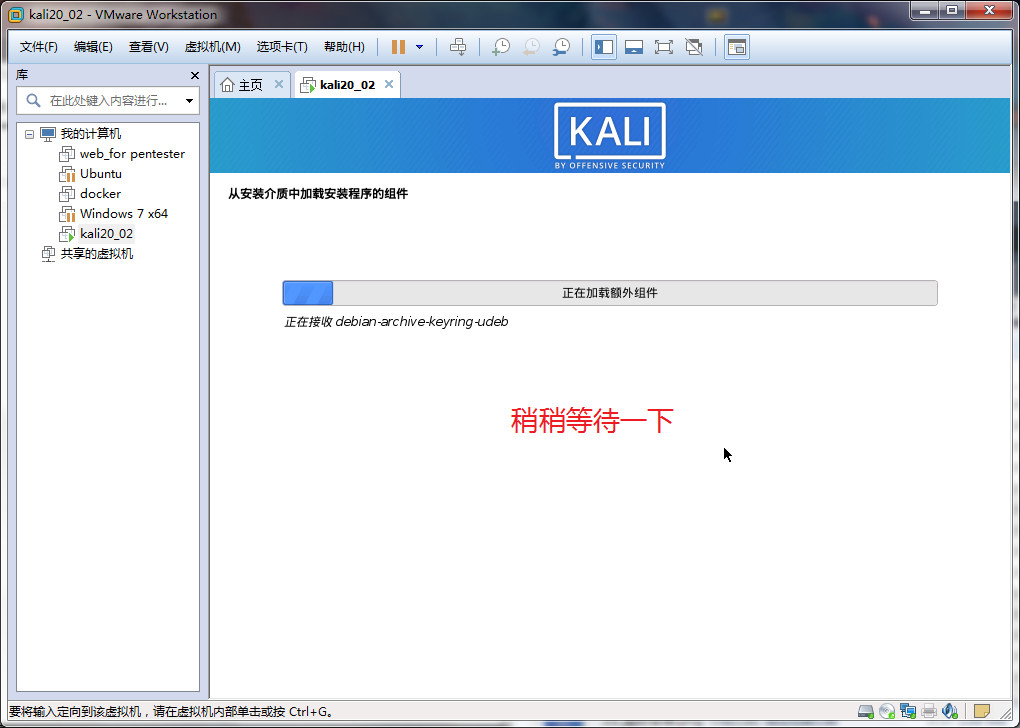 kali20_02 - VMware Workstation
文件(F) 编辑(E) 查看(V) 虚拟机(M) 选项卡(T) 帮助(H)
库
在此处键入内容进行...
我的计算机
web_for pentester
Ubuntu
docker
Windows 7 x64
kali20_02
共享的虚拟机
主页 kali20_02
KALI
BY OFFENSIVE SECURITY
从安装介质中加载安装程序的组件
正在加载额外组件
正在接收 debian-archive-keyring-udeb
稍稍等待一下
要将输入定向到该虚拟机，请在虚拟机内部单击或按 Ctrl+G。